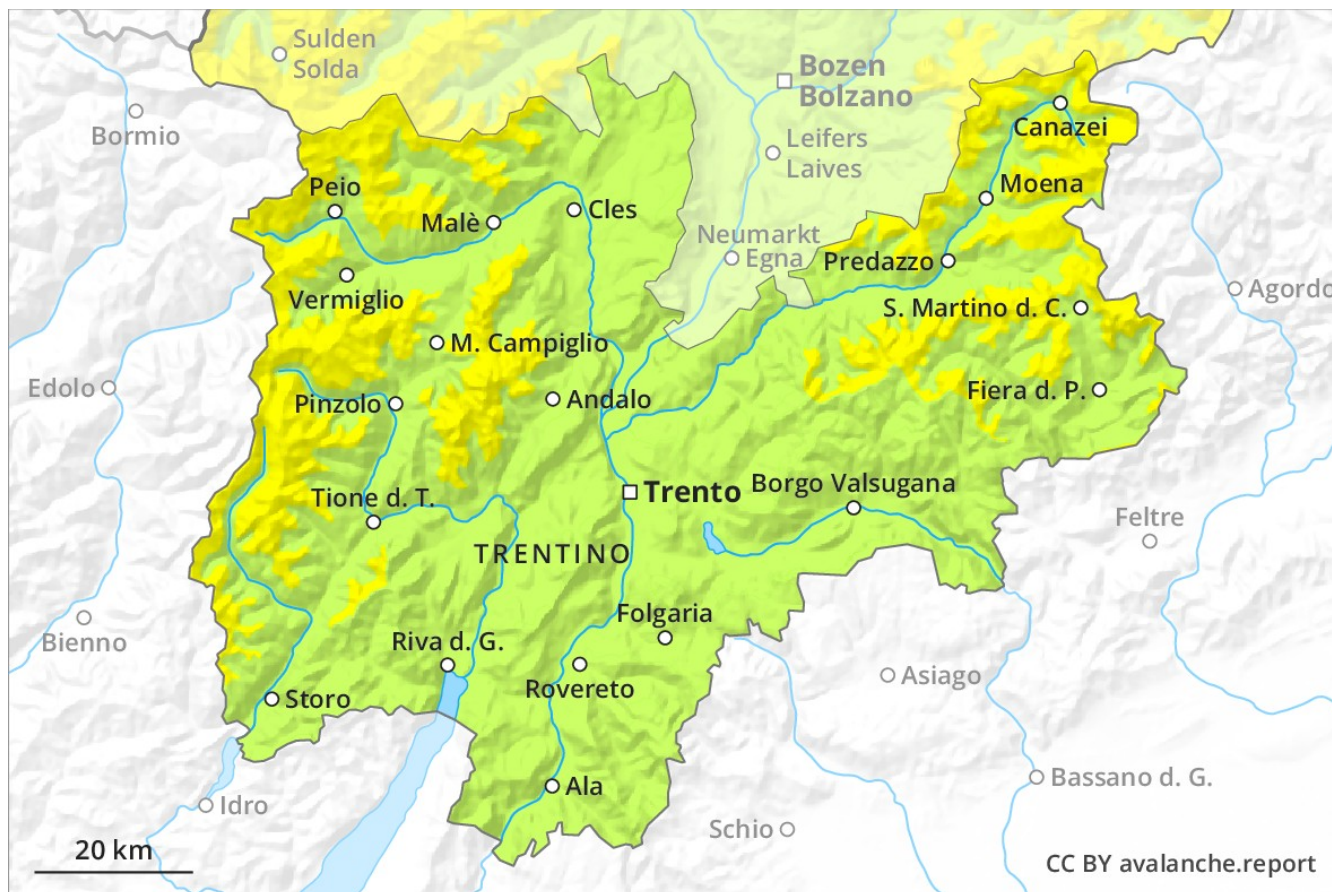 Sulden
Solda
Bozen
Bolzano
Bormio
Canazei
Leifers
Laives
Peio
Moena
Malè
Cles
Neumarkt
Egna
Predazzo
Vermiglio
Agordo
S. Martino d. C.
M. Campiglio
Edolo
Fiera d. P.
Pinzolo
Andalo
Borgo Valsugana
Trento
Tione d. T.
Feltre
TRENTINO
Folgaria
Bienno
Riva d. G.
Asiago
Rovereto
Storo
Bassano d. G.
Ala
Idro
Schio
20 km
CC BY avalanche.report